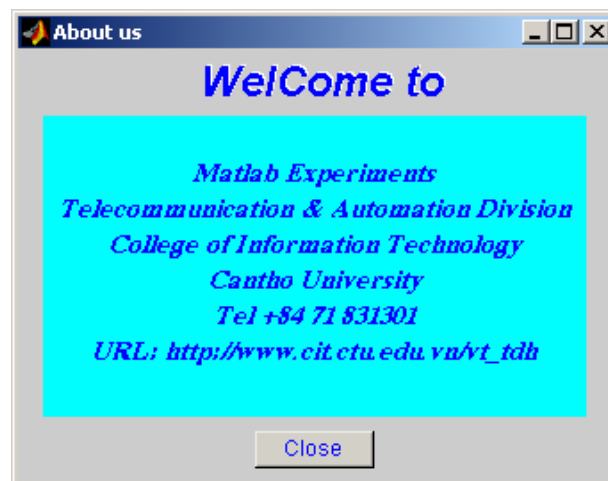 About us
WelCome to
Matlab Experiments
Telecommunication & Automation Division
College of Information Technology
Cantho University
Tel +84 71 831301
URL: http://www.cit.ctu.edu.vn/vt_tdh
Close